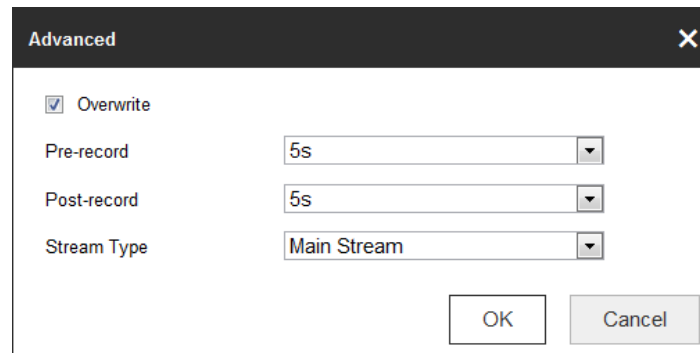 Advanced
Overwrite
Pre-record 5s
Post-record 5s
Stream Type Main Stream
OK Cancel